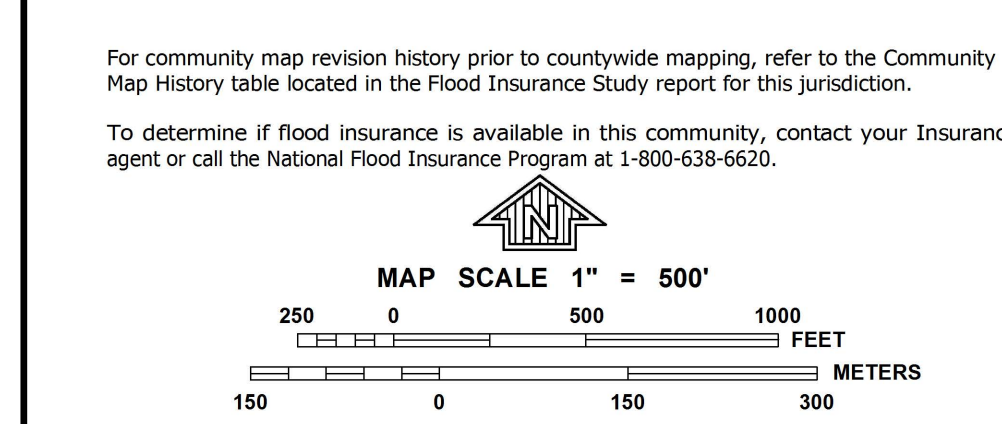 For community map revision history prior to countywide mapping, refer to the Community
Map History table located in the Flood Insurance Study report for this jurisdiction.
To determine if flood insurance is available in this community, contact your Insuranc
agent or call the National Flood Insurance Program at 1-800-638-6620.
N
MAP SCALE 1" = 500'
250 0 500 1000
FEET
METERS
150 0 150 300